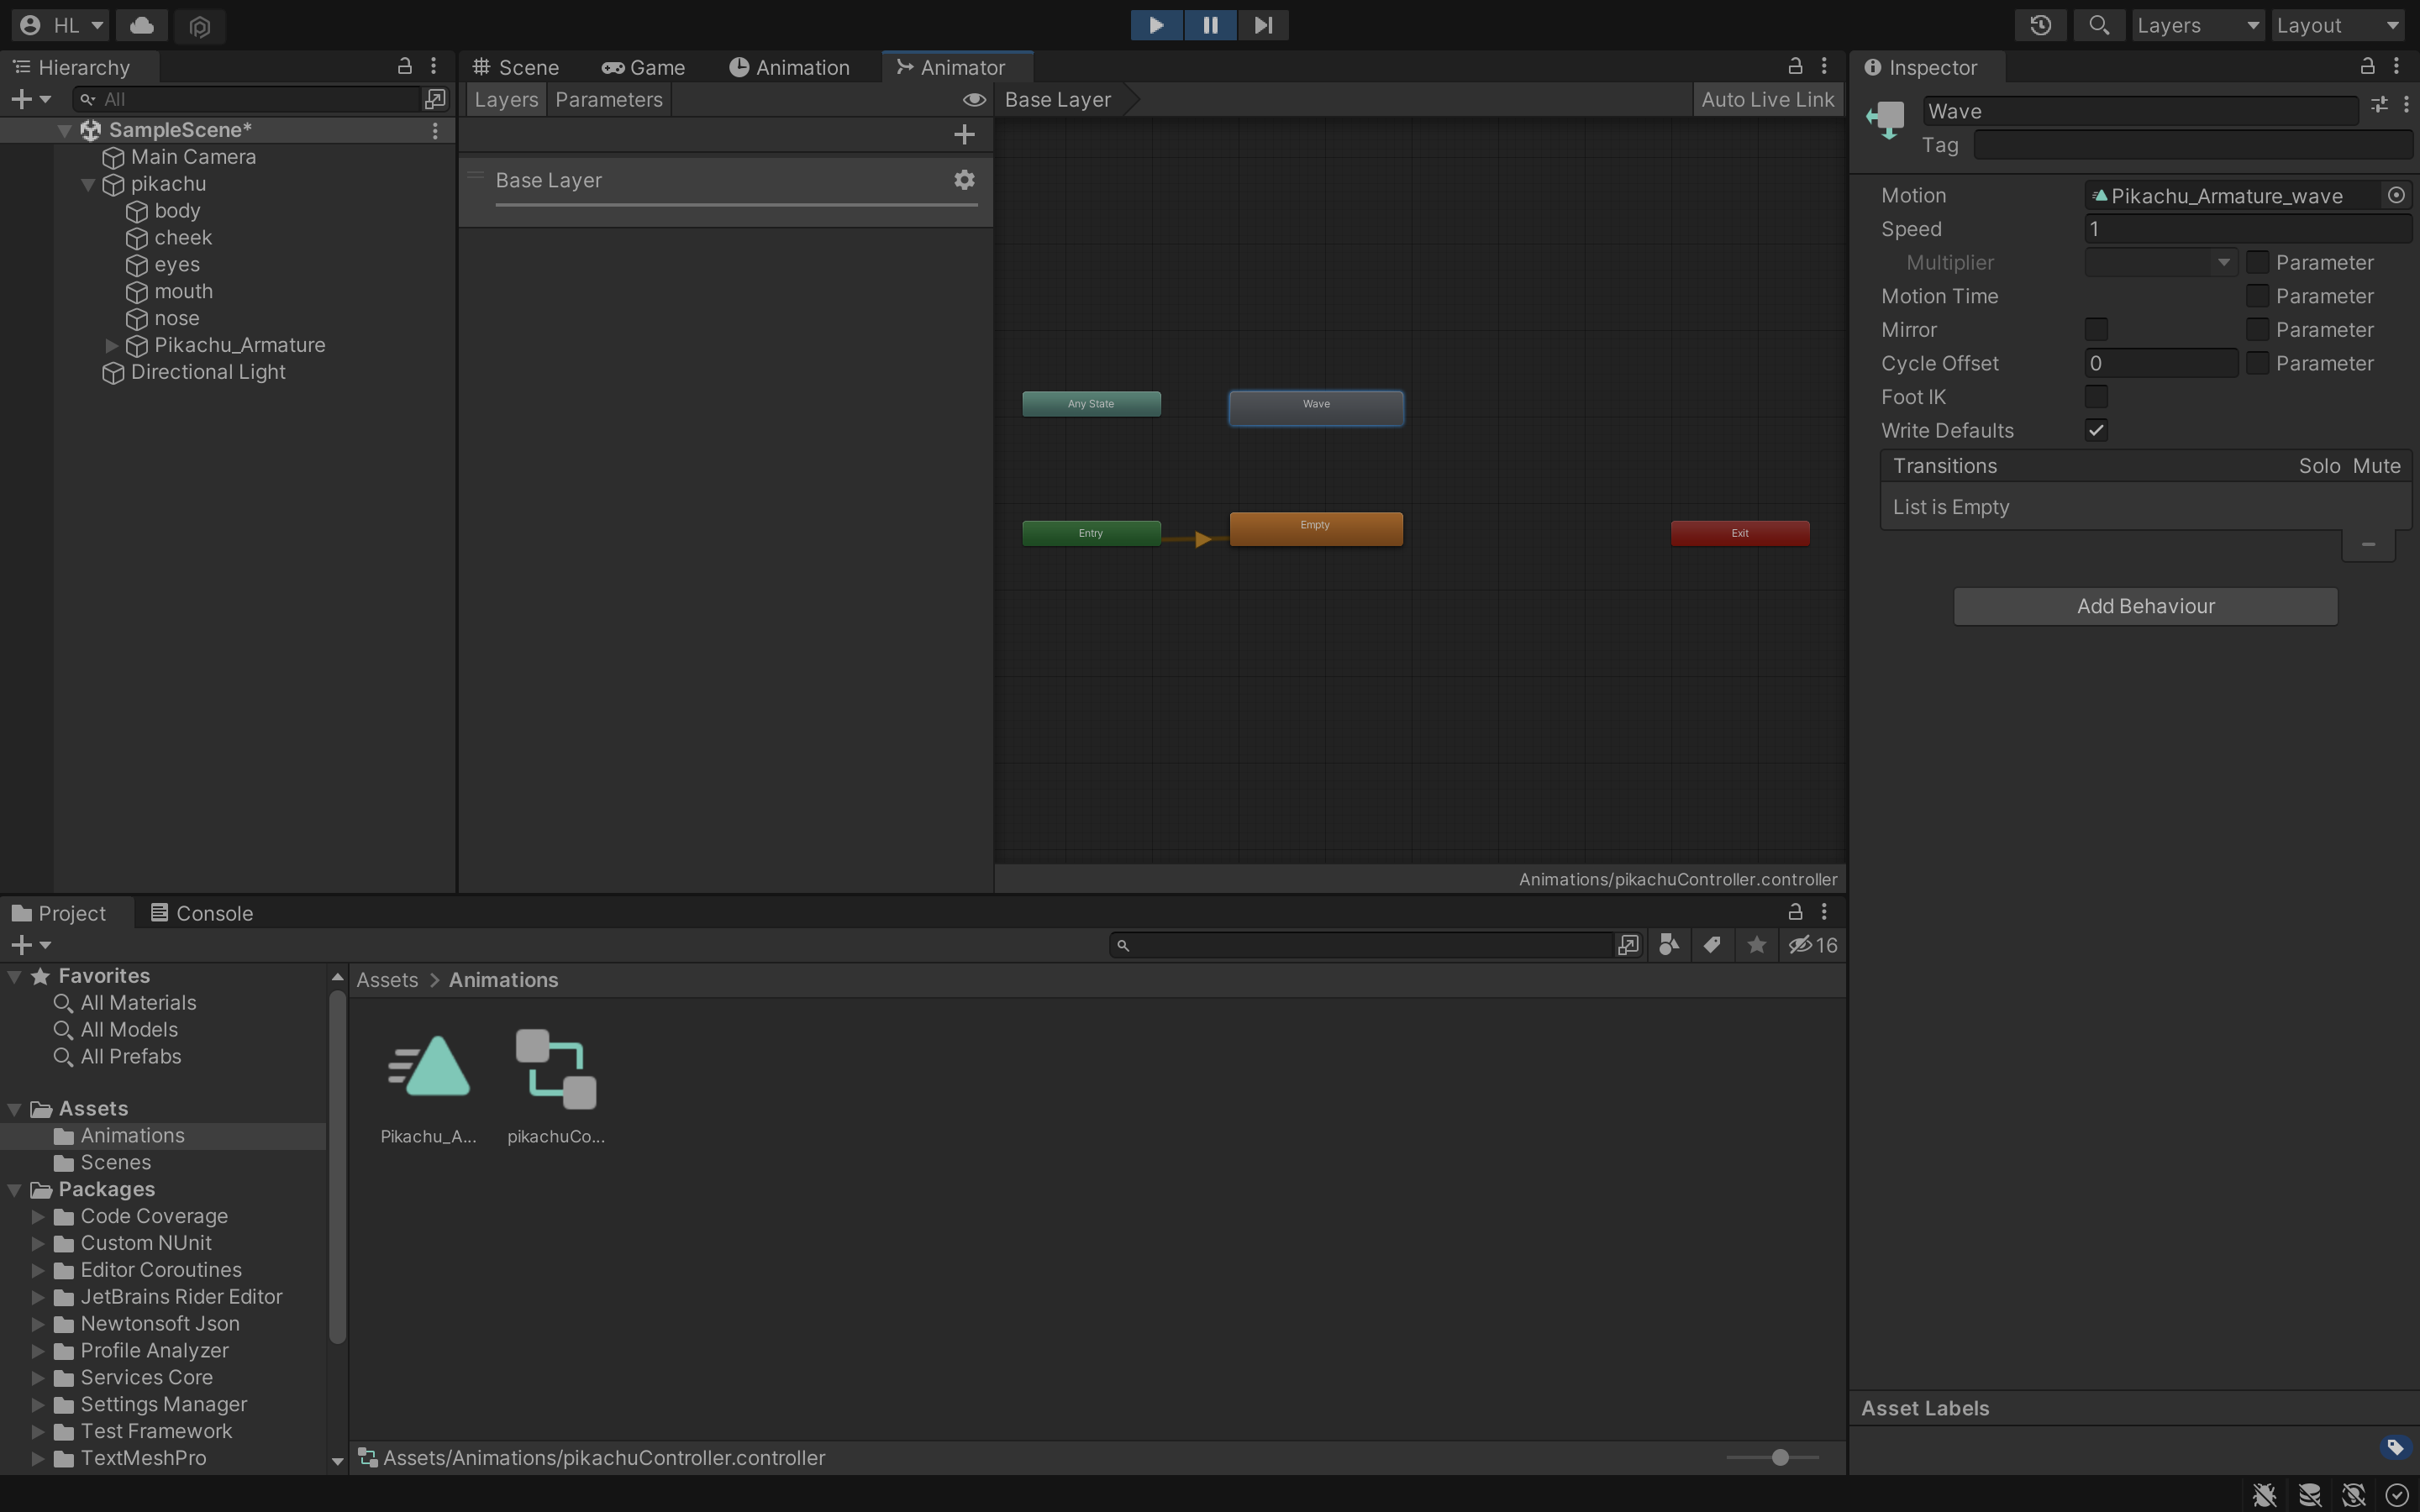 HL
Layers
Layout
Hierarchy
All
SampleScene*
Main Camera
pikachu
body
cheek
eyes
mouth
nose
Pikachu_Armature
Directional Light
Scene
Game
Animation
Animator
Layers
Parameters
Base Layer
Auto Live Link
Base Layer
Any State
Wave
Entry
Empty
Exit
Animations/pikachuController.controller
Inspector
Wave
Tag
Motion
Pikachu_Armature_wave
Speed
1
Multiplier
Parameter
Motion Time
Parameter
Mirror
Parameter
Cycle Offset
0
Parameter
Foot IK
Write Defaults
Transitions
Solo
Mute
List is Empty
Add Behaviour
Asset Labels
Project
Console
16
Favorites
All Materials
All Models
All Prefabs
Assets
Animations
Scenes
Packages
Code Coverage
Custom NUnit
Editor Coroutines
JetBrains Rider Editor
Newtonsoft Json
Profile Analyzer
Services Core
Settings Manager
Test Framework
TextMeshPro
Assets > Animations
Pikachu_A...
pikachuCo...
Assets/Animations/pikachuController.controller